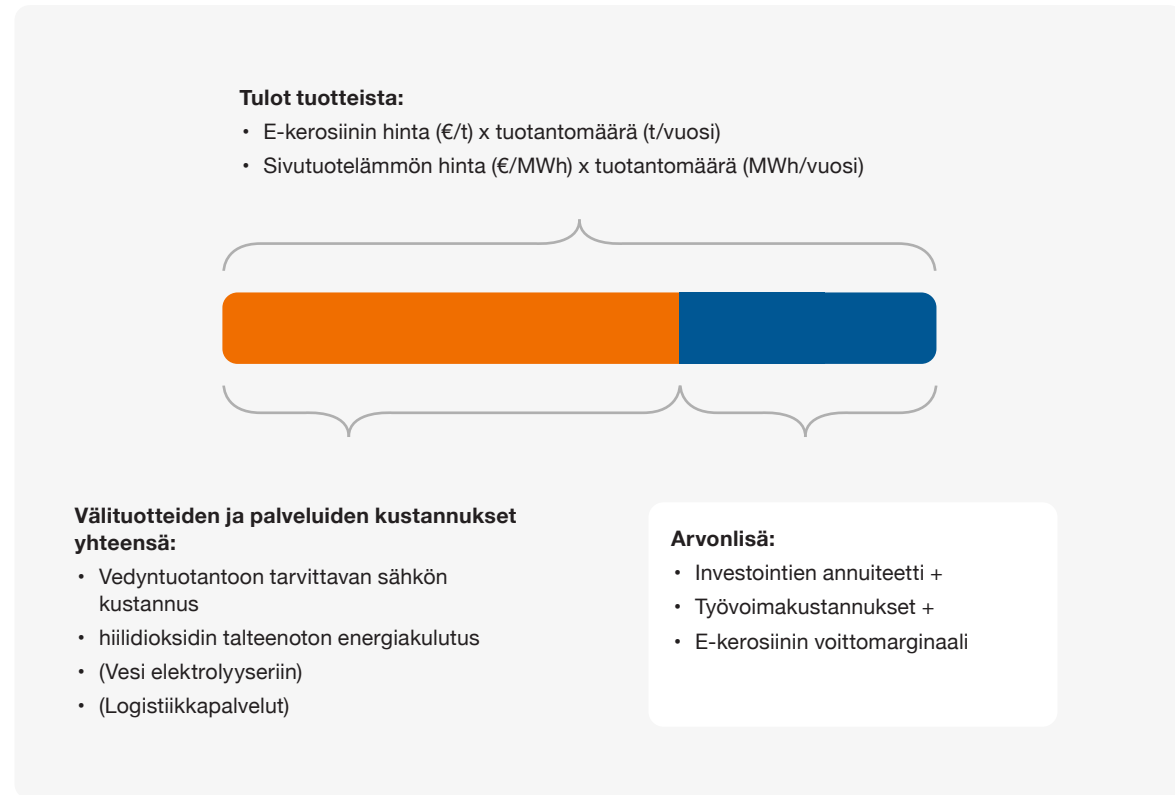 Tulot tuotteista:
• E-kerosiinin hinta (€/t) x tuotantomäärä (t/vuosi)
• Sivutuotelämmön hinta (€/MWh) x tuotantomäärä (MWh/vuosi)
Välituotteiden ja palveluiden kustannukset
yhteensä:
• Vedyntuotantoon tarvittavan sähkön
kustannus
• hiilidioksidin talteenoton energiakulutus
• (Vesi elektrolyyseriin)
• (Logistiikkapalvelut)
Arvonlisä:
• Investointien annuiteetti +
• Työvoimakustannukset +
• E-kerosiinin voittomarginaali